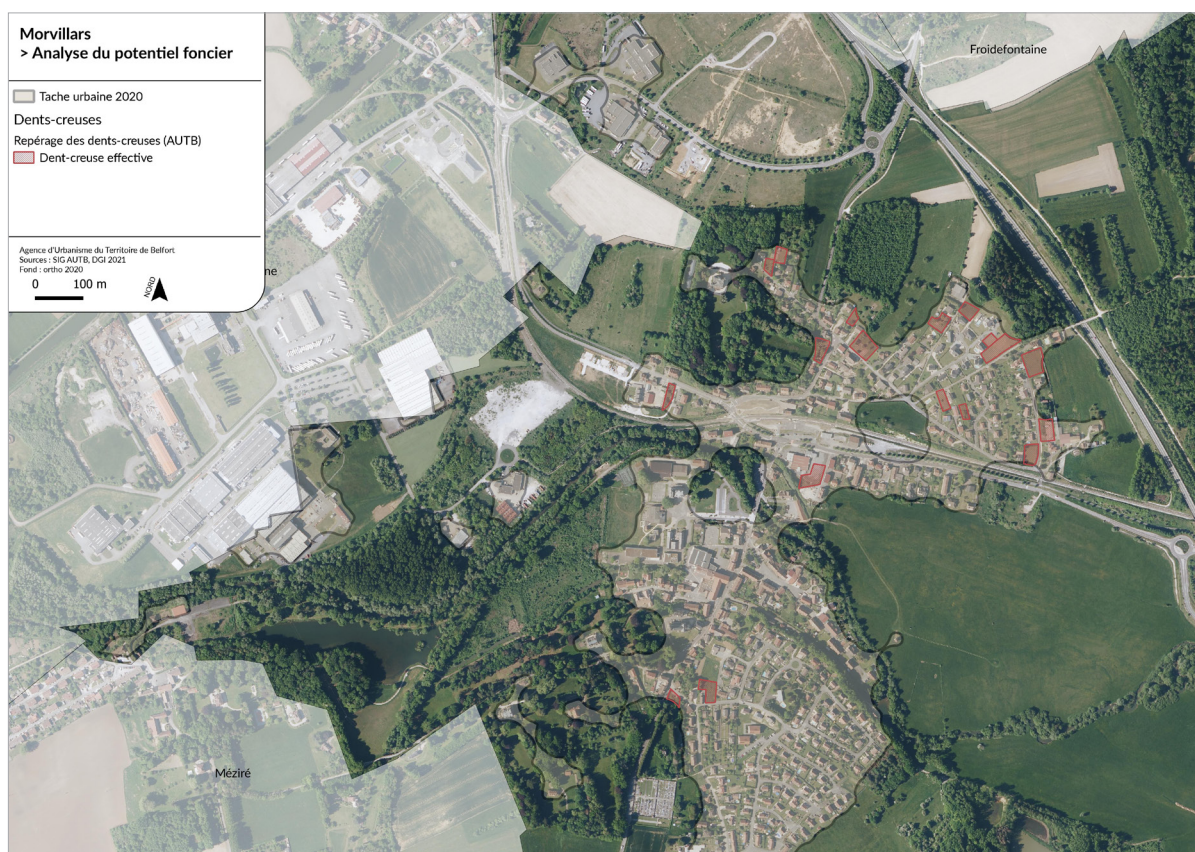 Morvillars
> Analyse du potentiel foncier
Tache urbaine 2020
Dents-creuses
Repérage des dents-creuses (AUTB)
Dent-creuse effective
Agence d'Urbanisme du Territoire de Belfort
Sources : SIG AUTB, DGI 2021
Fond : ortho 2020
0 100 m
NORD
Froidefontaine
ne
Méziré